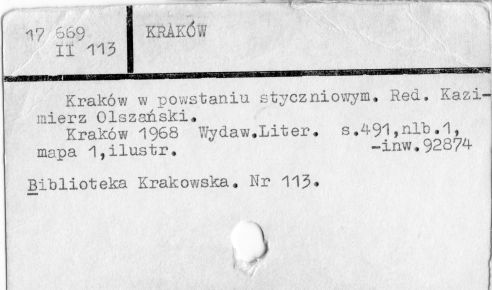 17 669
II 113
KRAKÓW
Kraków w powstaniu styczniowym. Red. Kazi-
mierz Olszański.
Kraków 1968 Wydaw.Liter. s.491,nlb.1,
mapa 1,ilustr. -inw.92874
Biblioteka Krakowska. Nr 113.